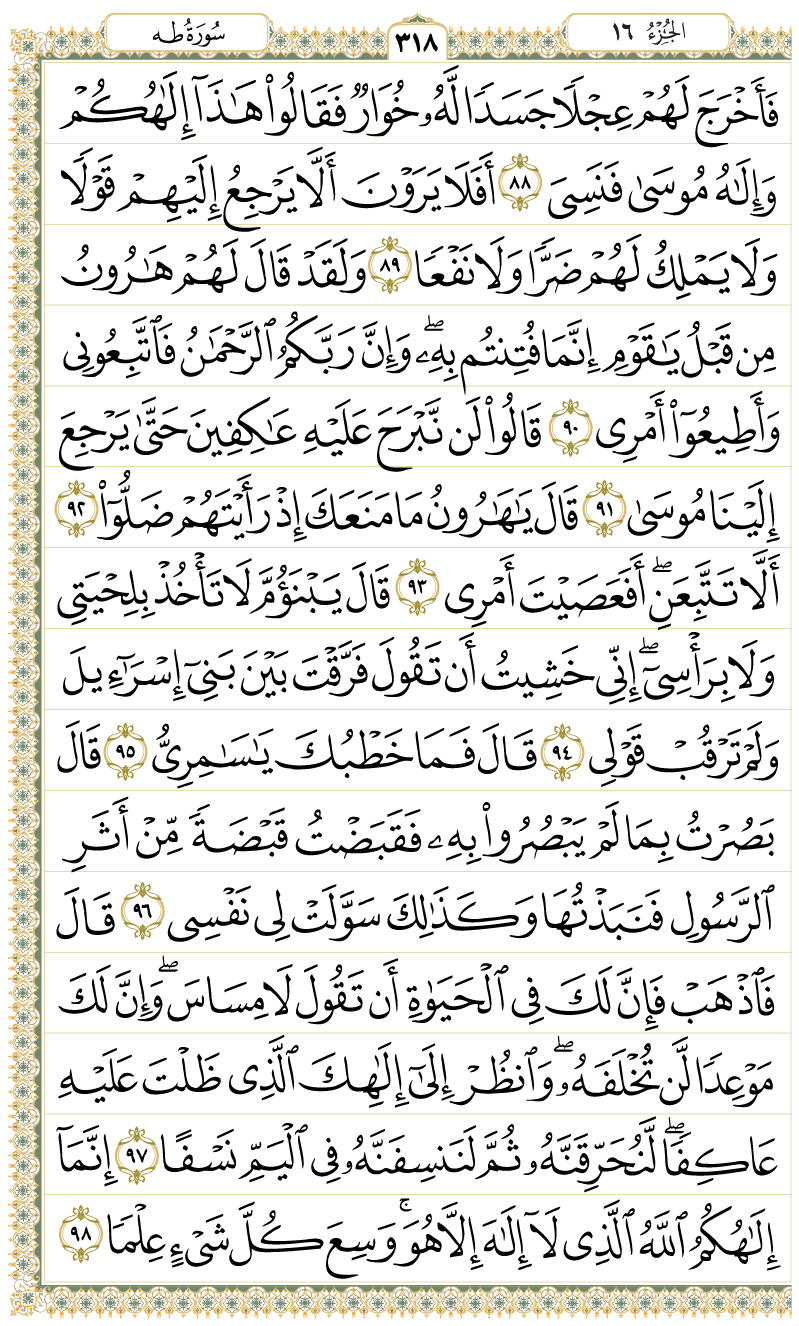 الجُزْءُ ١٦
٣١٨
سُورَةُ طه
فَأَخْرَجَ لَهُمْ عِجْلًا جَسَدًا لَّهُۥ خُوَارٌ فَقَالُوا۟ هَـٰذَآ إِلَـٰهُكُمْ
وَإِلَـٰهُ مُوسَىٰ فَنَسِىَ ٨٨ أَفَلَا يَرَوْنَ أَلَّا يَرْجِعُ إِلَيْهِمْ قَوْلًا
وَلَا يَمْلِكُ لَهُمْ ضَرًّا وَلَا نَفْعًا ٨٩ وَلَقَدْ قَالَ لَهُمْ هَـٰرُونُ
مِن قَبْلُ يَـٰقَوْمِ إِنَّمَا فُتِنتُم بِهِۦ ۖ وَإِنَّ رَبَّكُمُ ٱلرَّحْمَـٰنُ فَٱتَّبِعُونِى
وَأَطِيعُوٓا۟ أَمْرِى ٩٠ قَالُوا۟ لَن نَّبْرَحَ عَلَيْهِ عَـٰكِفِينَ حَتَّىٰ يَرْجِعَ
إِلَيْنَا مُوسَىٰ ٩١ قَالَ يَـٰهَـٰرُونُ مَا مَنَعَكَ إِذْ رَأَيْتَهُمْ ضَلُّوٓا۟ ٩٢
أَلَّا تَتَّبِعَنِ ۖ أَفَعَصَيْتَ أَمْرِى ٩٣ قَالَ يَبْنَؤُمَّ لَا تَأْخُذْ بِلِحْيَتِى
وَلَا بِرَأْسِىٓ ۖ إِنِّى خَشِيتُ أَن تَقُولَ فَرَّقْتَ بَيْنَ بَنِىٓ إِسْرَٰٓءِيلَ
وَلَمْ تَرْقُبْ قَوْلِى ٩٤ قَالَ فَمَا خَطْبُكَ يَـٰسَـٰمِرِىُّ ٩٥ قَالَ
بَصُرْتُ بِمَا لَمْ يَبْصُرُوا۟ بِهِۦ فَقَبَضْتُ قَبْضَةً مِّنْ أَثَرِ
ٱلرَّسُولِ فَنَبَذْتُهَا وَكَذَٰلِكَ سَوَّلَتْ لِى نَفْسِى ٩٦ قَالَ
فَٱذْهَبْ فَإِنَّ لَكَ فِى ٱلْحَيَوٰةِ أَن تَقُولَ لَا مِسَاسَ ۖ وَإِنَّ لَكَ
مَوْعِدًا لَّن تُخْلَفَهُۥ ۖ وَٱنظُرْ إِلَىٰٓ إِلَـٰهِكَ ٱلَّذِى ظَلْتَ عَلَيْهِ
عَاكِفًا ۖ لَّنُحَرِّقَنَّهُۥ ثُمَّ لَنَنسِفَنَّهُۥ فِى ٱلْيَمِّ نَسْفًا ٩٧ إِنَّمَآ
إِلَـٰهُكُمُ ٱللَّهُ ٱلَّذِى لَآ إِلَـٰهَ إِلَّا هُوَ ۚ وَسِعَ كُلَّ شَىْءٍ عِلْمًا ٩٨